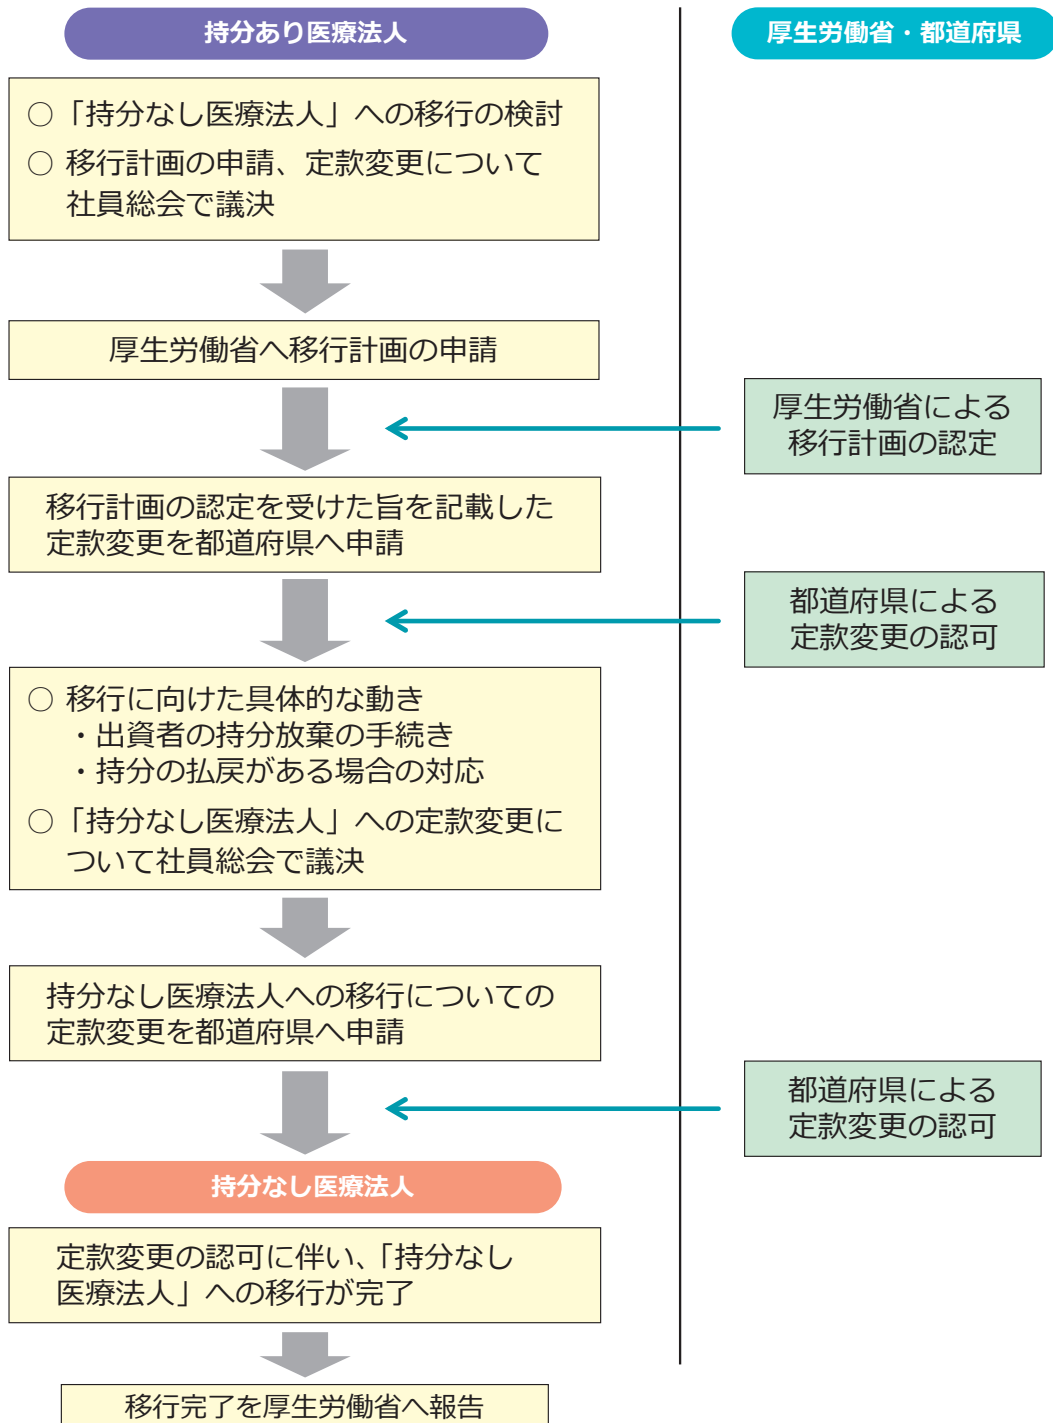 持分あり医療法人
厚生労働省・都道府県
○「持分なし医療法人」への移行の検討
○ 移行計画の申請、定款変更について
社員総会で議決
厚生労働省へ移行計画の申請
厚生労働省による
移行計画の認定
移行計画の認定を受けた旨を記載した
定款変更を都道府県へ申請
都道府県による
定款変更の認可
○ 移行に向けた具体的な動き
・出資者の持分放棄の手続き
・持分の払戻がある場合の対応
○「持分なし医療法人」への定款変更に
ついて社員総会で議決
持分なし医療法人への移行についての
定款変更を都道府県へ申請
都道府県による
定款変更の認可
持分なし医療法人
定款変更の認可に伴い、「持分なし
医療法人」への移行が完了
移行完了を厚生労働省へ報告